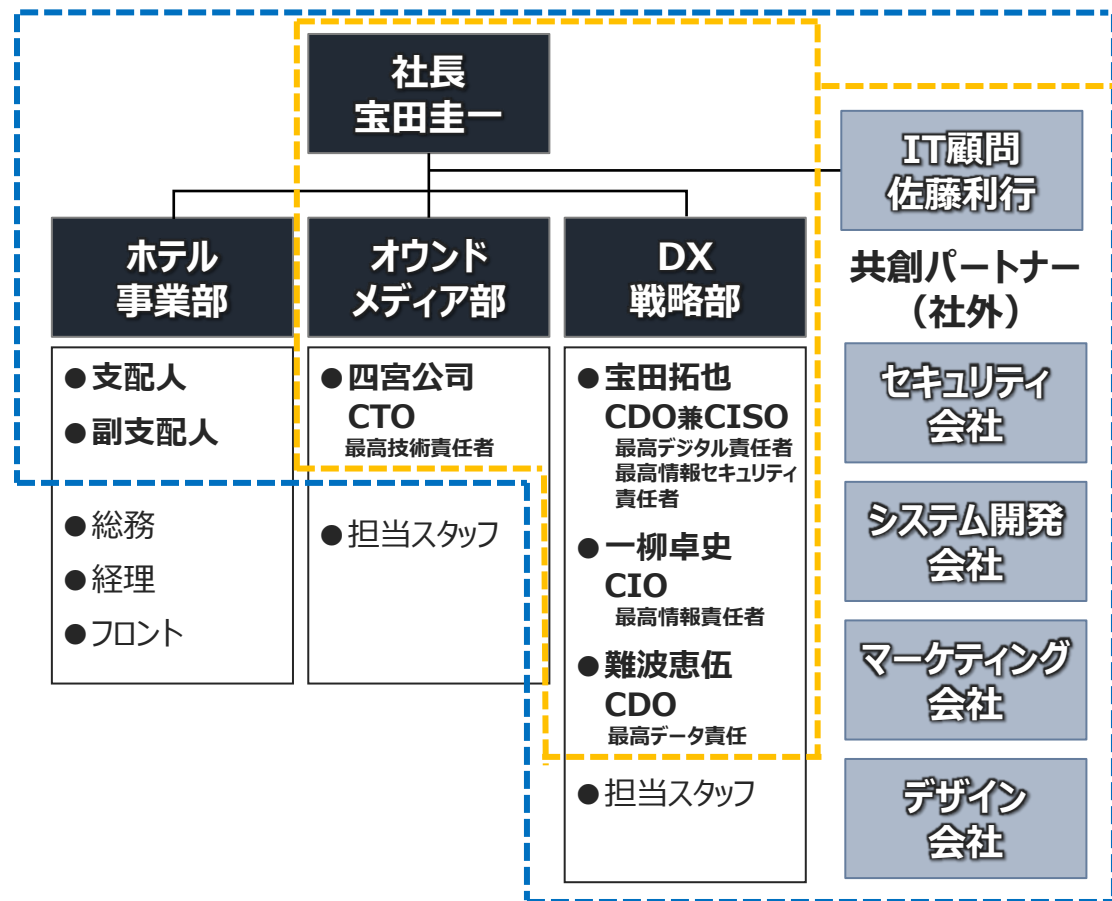 社長
宝田圭一
IT顧問
佐藤利行
ホテル
事業部
オウンド
メディア部
DX
戦略部
共創パートナー
（社外）
●支配人
●副支配人
●総務
●経理
●フロント
●四宮公司
CTO
最高技術責任者
●担当スタッフ
●宝田拓也
CDO兼CISO
最高デジタル責任者
最高情報セキュリティ
責任者
●一柳卓史
CIO
最高情報責任者
●難波恵伍
CDO
最高データ責任
●担当スタッフ
セキュリティ
会社
システム開発
会社
マーケティング
会社
デザイン
会社